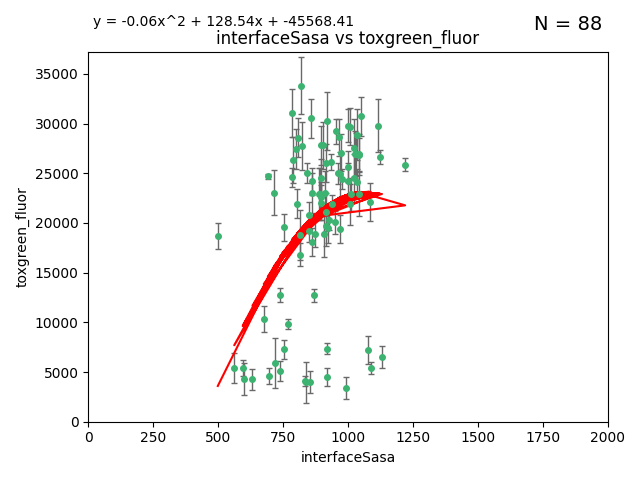 y = -0.06x^2 + 128.54x + -45568.41
N = 88
interfaceSasa vs toxgreen_fluor
toxgreen_fluor
35000
30000
25000
20000
15000
10000
5000
0
0 250 500 750 1000 1250 1500 1750 2000
interfaceSasa